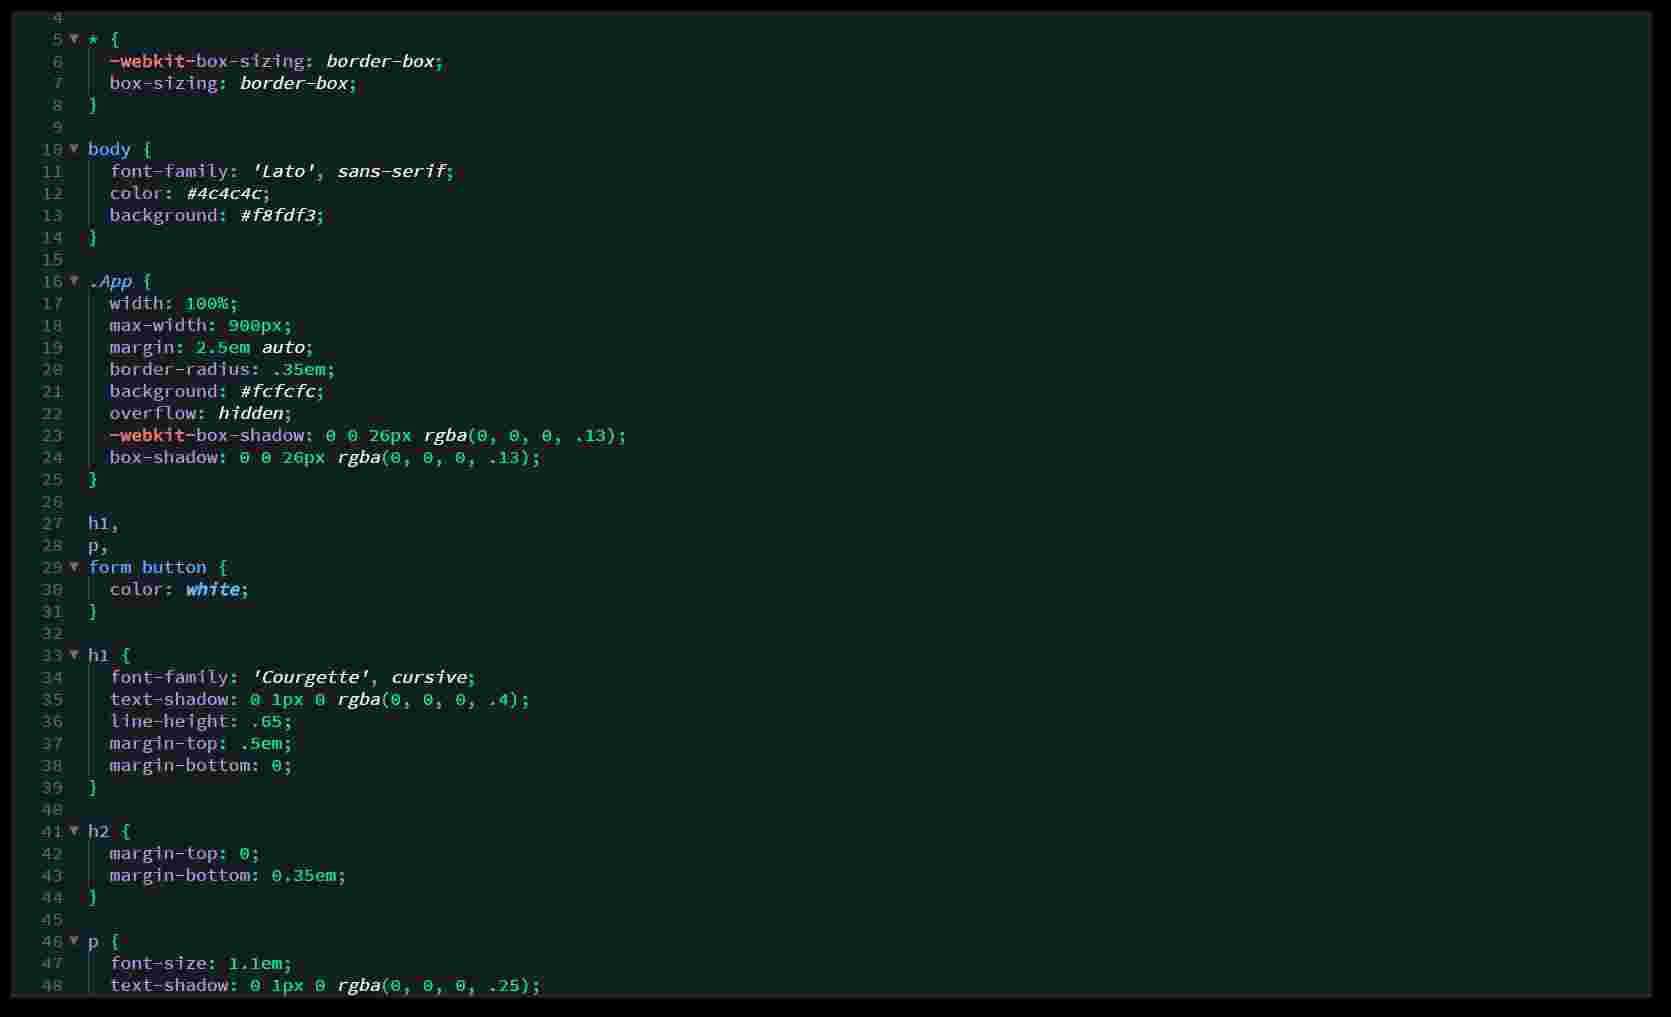 4
5 * {
6 -webkit-box-sizing: border-box;
7 box-sizing: border-box;
8 }
9
10 body {
11 font-family: 'Lato', sans-serif;
12 color: #4c4c4c;
13 background: #f8fdf3;
14 }
15
16 .App {
17 width: 100%;
18 max-width: 900px;
19 margin: 2.5em auto;
20 border-radius: .35em;
21 background: #fcfcfc;
22 overflow: hidden;
23 -webkit-box-shadow: 0 0 26px rgba(0, 0, 0, .13);
24 box-shadow: 0 0 26px rgba(0, 0, 0, .13);
25 }
26
27 h1,
28 p,
29 form button {
30 color: white;
31 }
32
33 h1 {
34 font-family: 'Courgette', cursive;
35 text-shadow: 0 1px 0 rgba(0, 0, 0, .4);
36 line-height: .65;
37 margin-top: .5em;
38 margin-bottom: 0;
39 }
40
41 h2 {
42 margin-top: 0;
43 margin-bottom: 0.35em;
44 }
45
46 p {
47 font-size: 1.1em;
48 text-shadow: 0 1px 0 rgba(0, 0, 0, .25);